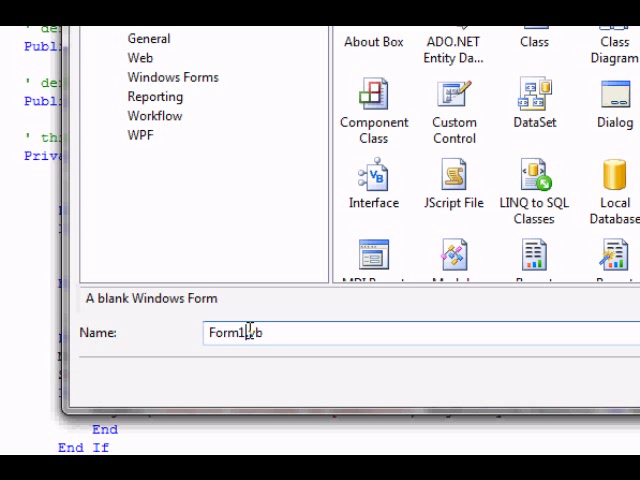 ' de
Publ
' de
Publ
' thi
Priva
General
Web
Windows Forms
Reporting
Workflow
WPF
About Box
ADO.NET
Entity Da...
Class
Class
Diagram
Component
Class
Custom
Control
DataSet
Dialog
Interface
JScript File
LINQ to SQL
Classes
Local
Database
A blank Windows Form
Name:
Form1.vb
End
End If